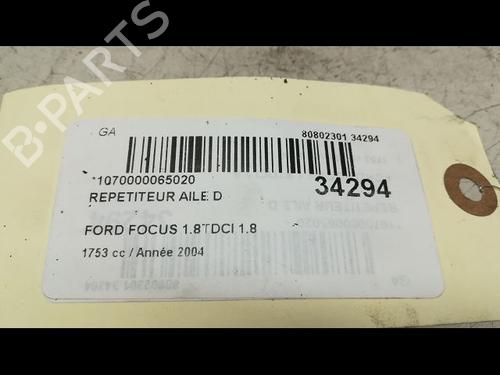 B-PARTS
GA
80802301 34294
*1070000065020
34294
REPETITEUR AILE D
FORD FOCUS 1.8TDCI 1.8
1753 cc / Année 2004